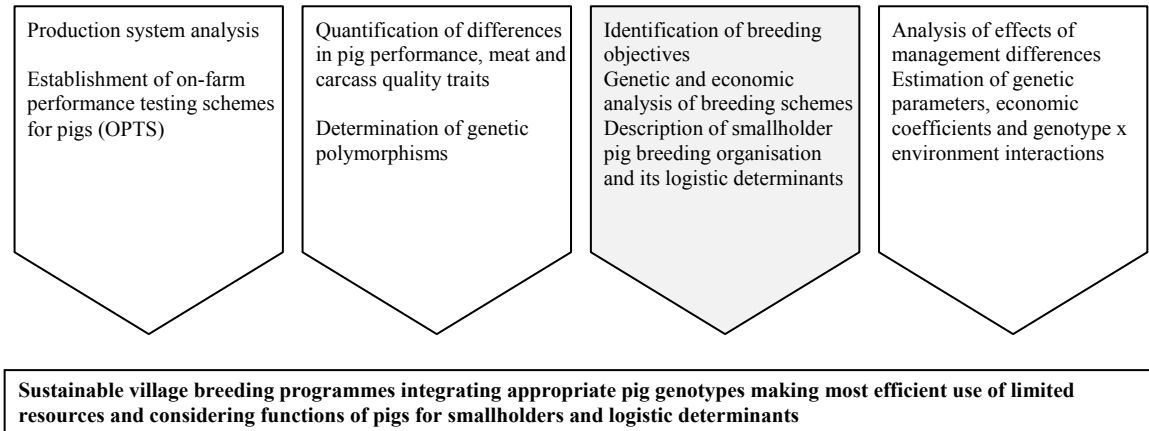 Production system analysis
Establishment of on-farm
performance testing schemes
for pigs (OPTS)
Quantification of differences
in pig performance, meat and
carcass quality traits
Determination of genetic
polymorphisms
Identification of breeding
objectives
Genetic and economic
analysis of breeding schemes
Description of smallholder
pig breeding organisation
and its logistic determinants
Analysis of effects of
management differences
Estimation of genetic
parameters, economic
coefficients and genotype x
environment interactions
Sustainable village breeding programmes integrating appropriate pig genotypes making most efficient use of limited
resources and considering functions of pigs for smallholders and logistic determinants